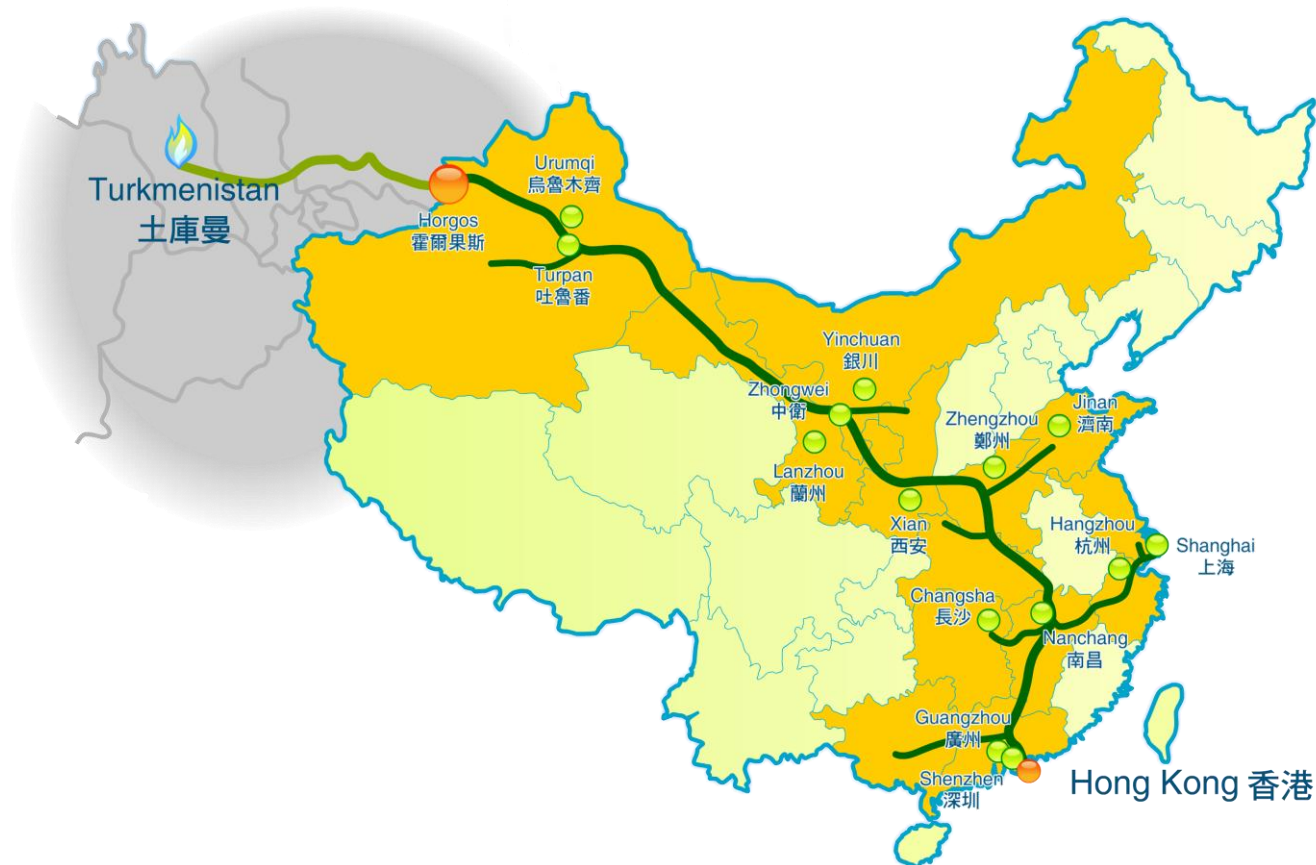 Turkmenistan
土庫曼
Horgos
霍爾果斯
Urumqi
烏魯木齊
Turpan
吐魯番
Yinchuan
銀川
Zhongwei
中衛
Lanzhou
蘭州
Zhengzhou
鄭州
Jinan
濟南
Xian
西安
Hangzhou
杭州
Shanghai
上海
Changsha
長沙
Nanchang
南昌
Guangzhou
廣州
Shenzhen
深圳
Hong Kong 香港